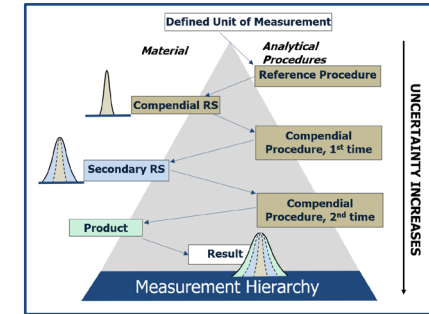 Defined Unit of Measurement
Material
Analytical
Procedures
Reference Procedure
Compendial RS
Compendial
Procedure, 1st time
Secondary RS
Compendial
Procedure, 2nd time
Product
Result
Measurement Hierarchy
UNCERTAINTY INCREASES